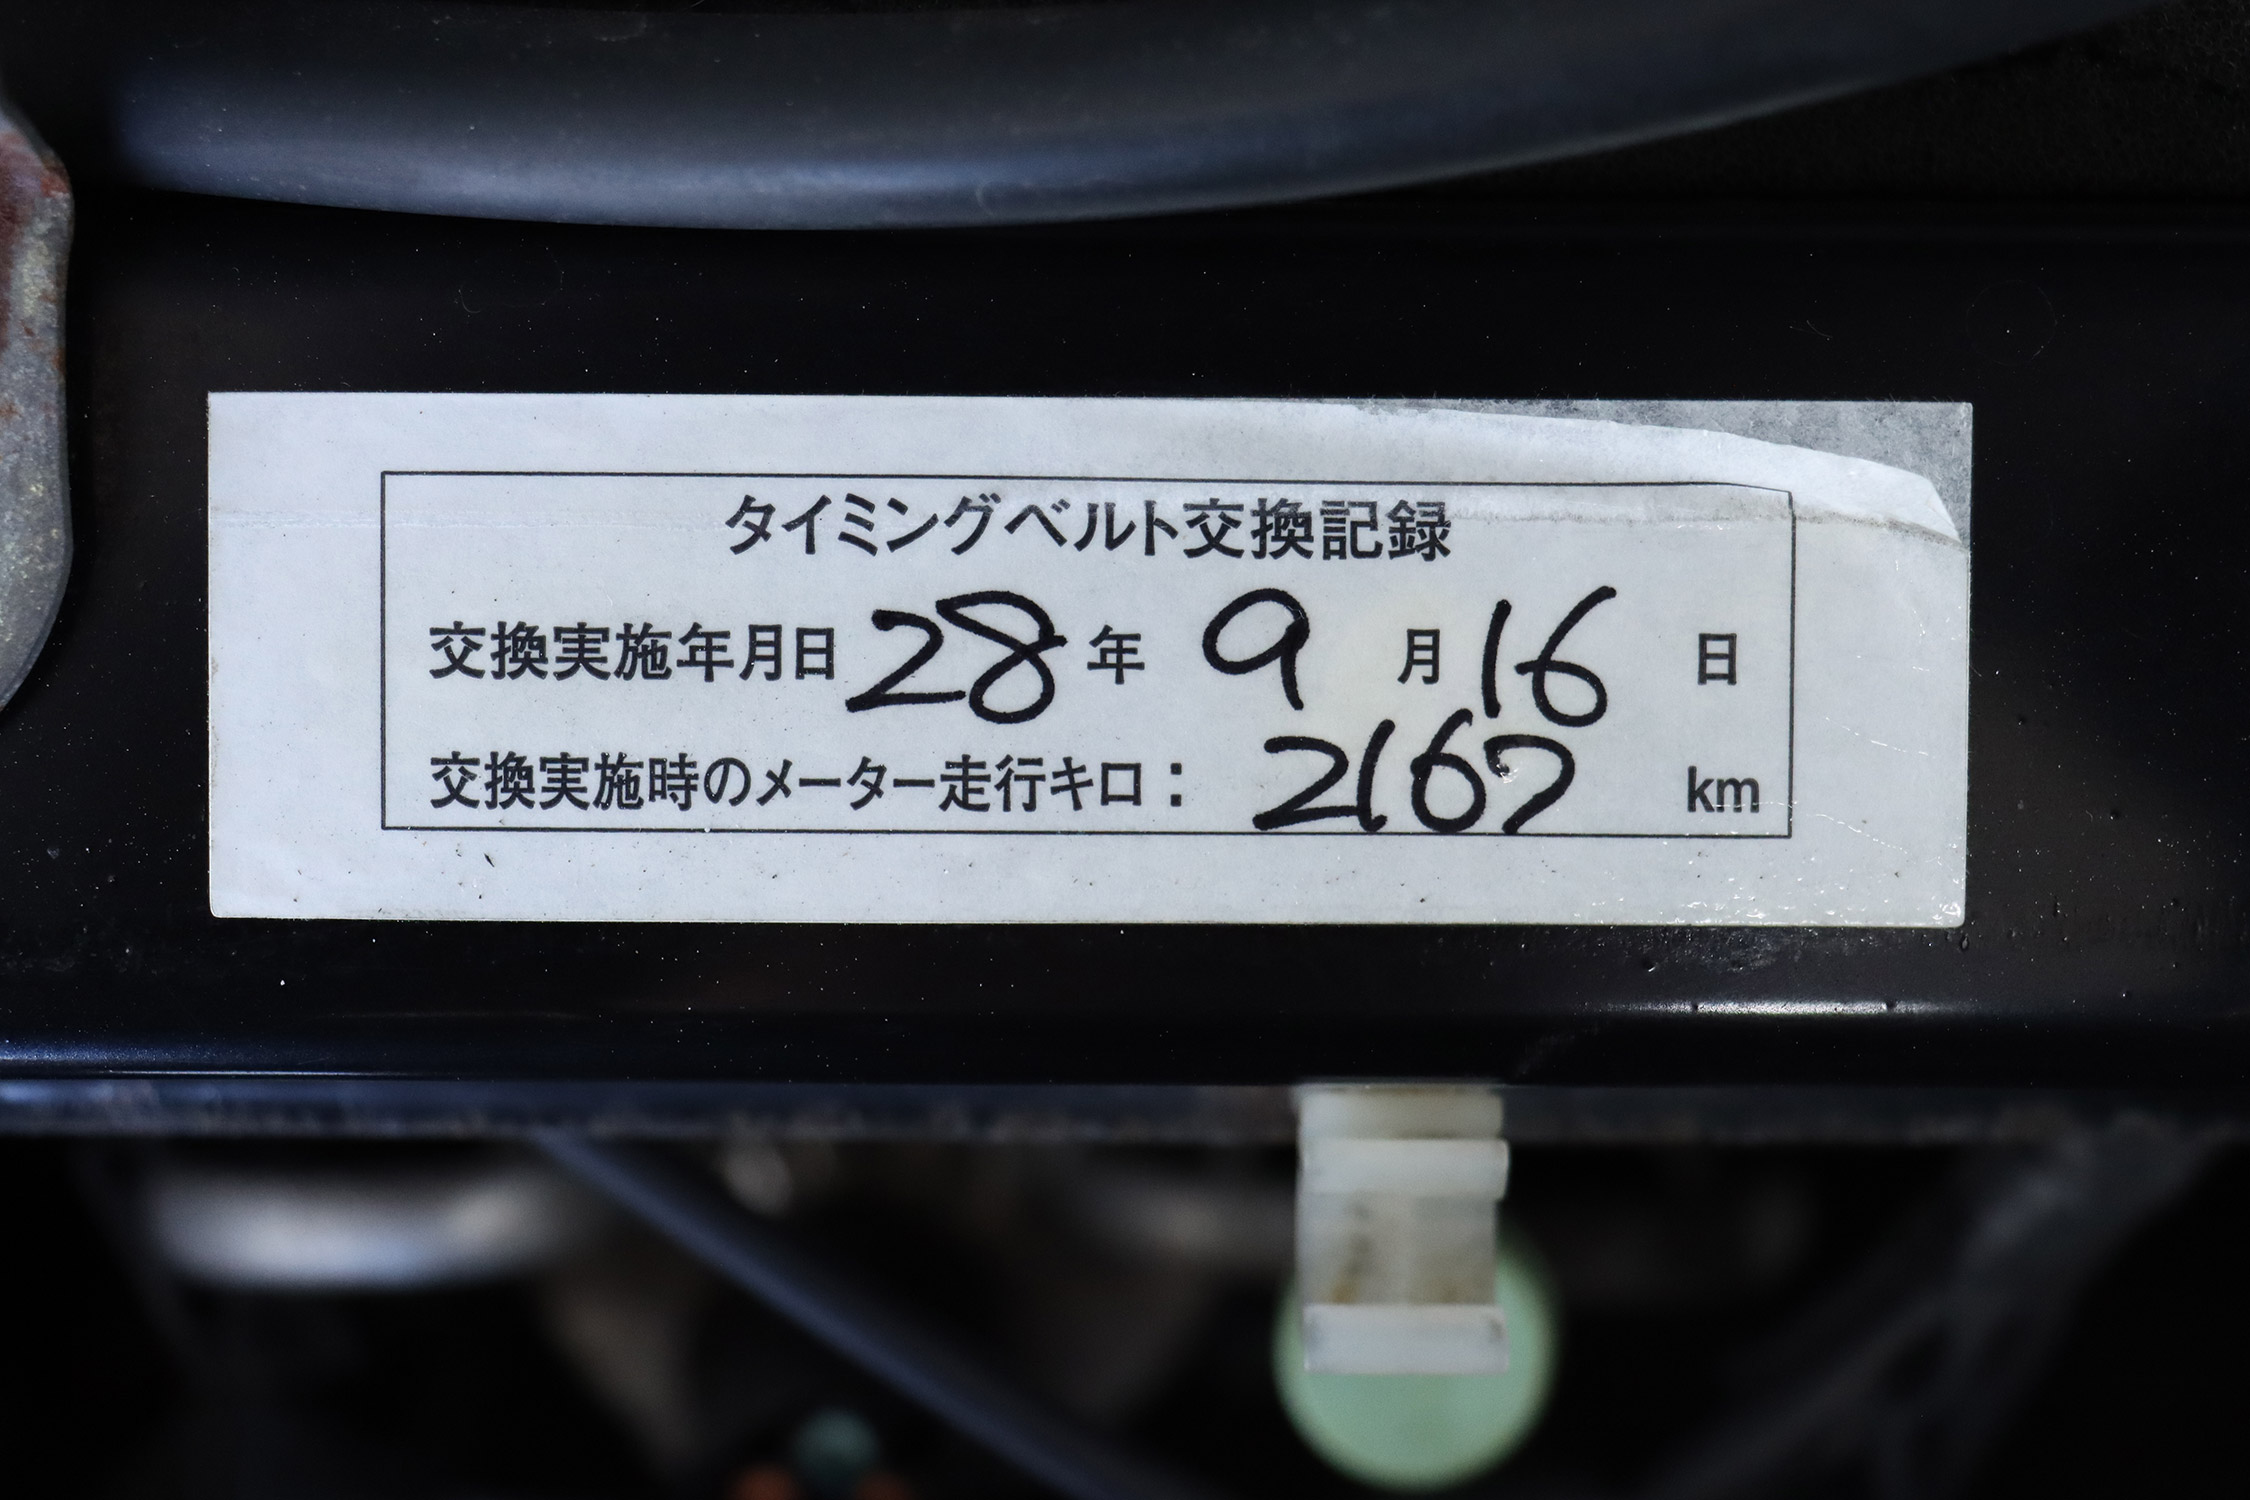 タイミングベルト交換記録
交換実施年月日 28 年 9 月 16 日
交換実施時のメーター走行キロ： 2167 km